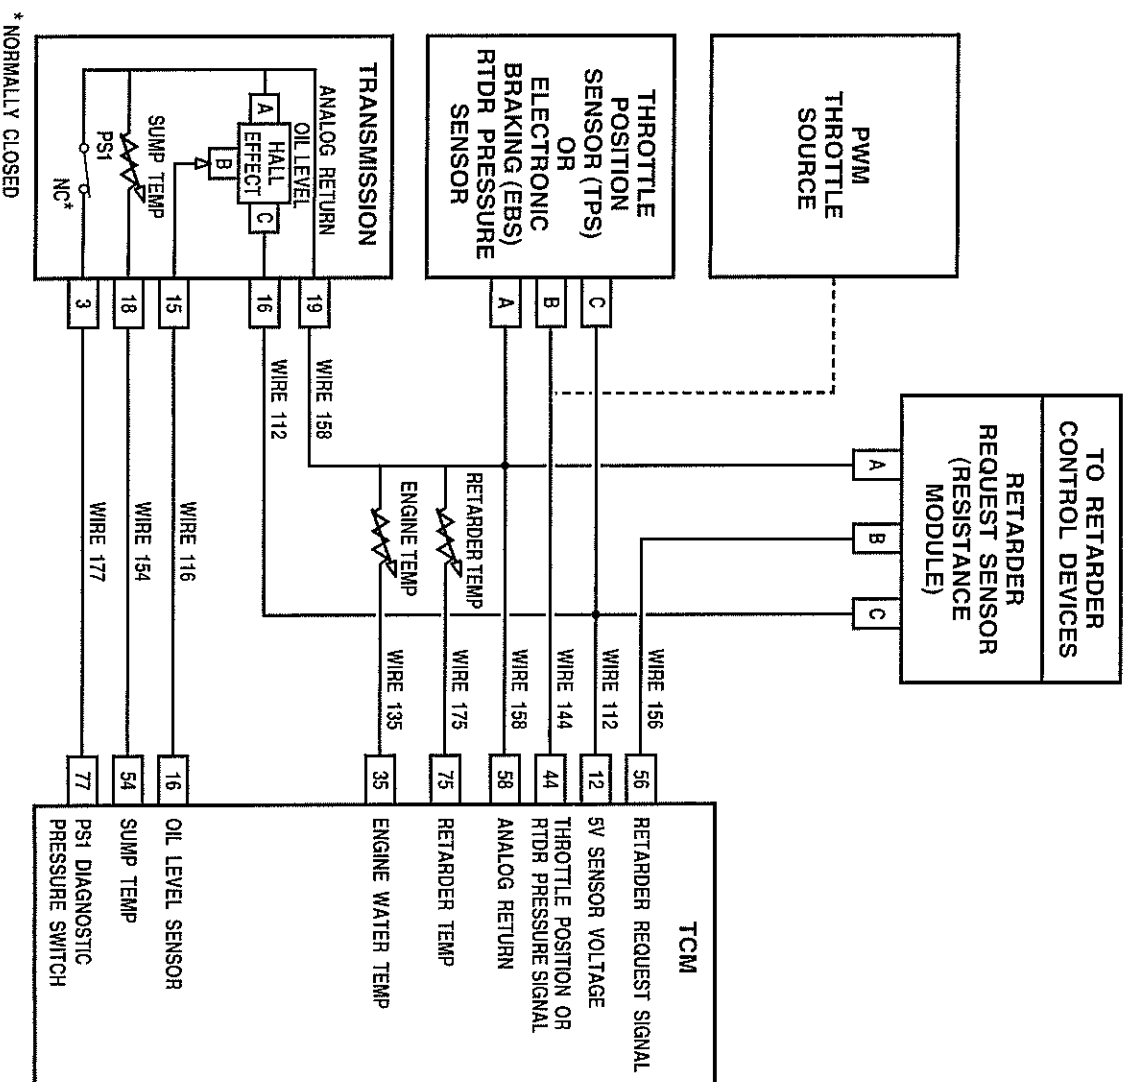 TO RETARDER
CONTROL DEVICES
RETARDER
REQUEST SENSOR
(RESISTANCE
MODULE)
A
B
C
PWM
THROTTLE
SOURCE
THROTTLE
POSITION
SENSOR (TPS)
OR
ELECTRONIC
BRAKING (EBS)
RTDR PRESSURE
SENSOR
C
B
A
TRANSMISSION
ANALOG RETURN
OIL LEVEL
A
HALL
EFFECT
B
C
SUMP TEMP
PS1
NC*
19
16
15
18
3
* NORMALLY CLOSED
WIRE 158
WIRE 112
WIRE 116
WIRE 154
WIRE 177
RETARDER TEMP
ENGINE TEMP
WIRE 156
WIRE 112
WIRE 144
WIRE 158
WIRE 175
WIRE 135
TCM
56 RETARDER REQUEST SIGNAL
12 5V SENSOR VOLTAGE
44 THROTTLE POSITION OR
RTDR PRESSURE SIGNAL
58 ANALOG RETURN
75 RETARDER TEMP
35 ENGINE WATER TEMP
16 OIL LEVEL SENSOR
54 SUMP TEMP
77 PS1 DIAGNOSTIC
PRESSURE SWITCH